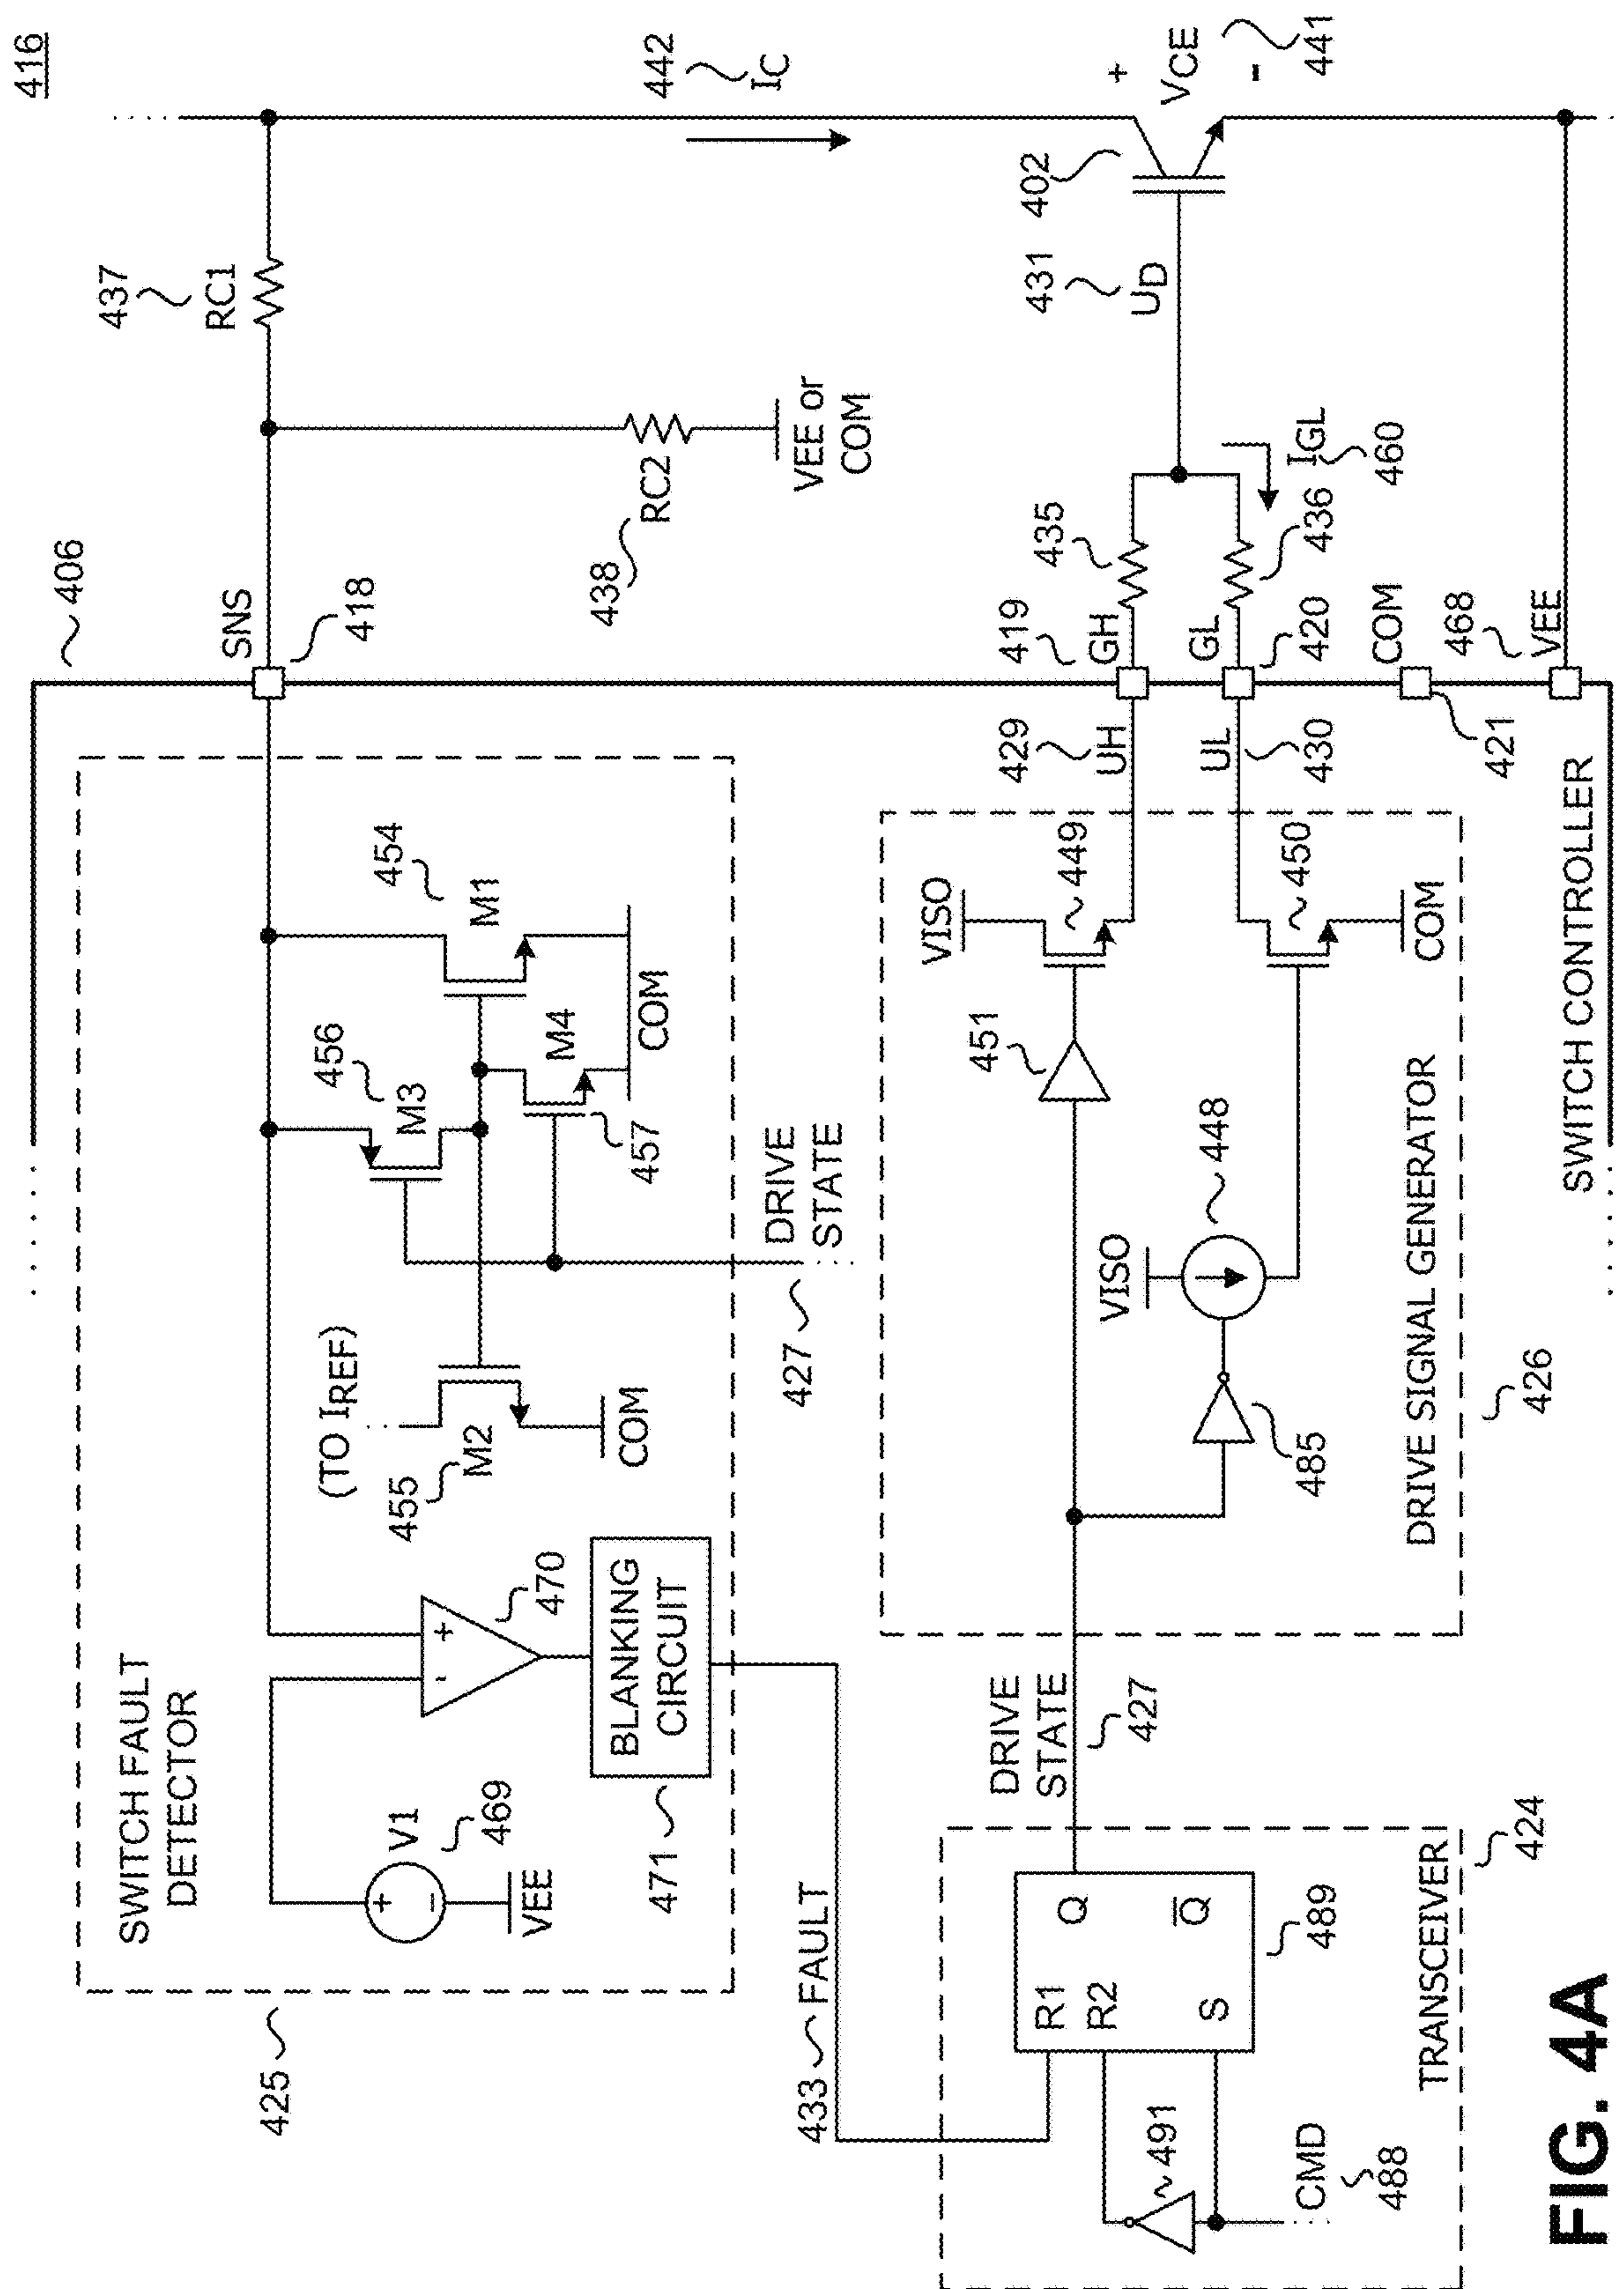 416
406
SNS
418
437
RC1
442
IC
438
RC2
VEE or
COM
SWITCH FAULT
DETECTOR
425
V1
469
VEE
+
−
-
+
470
471
BLANKING
CIRCUIT
(TO IREF)
455
M2
COM
456
M3
454
M1
M4
457
COM
DRIVE
STATE
427
433
FAULT
R1
R2
S
Q
Q
489
491
CMD
488
TRANSCEIVER
424
DRIVE
STATE
427
451
VISO
449
448
VISO
485
450
COM
DRIVE SIGNAL GENERATOR
426
429
UH
UL
430
419
GH
GL
420
435
436
IGL
460
431
UD
402
+
VCE
-
441
COM
421
468
VEE
SWITCH CONTROLLER
FIG. 4A